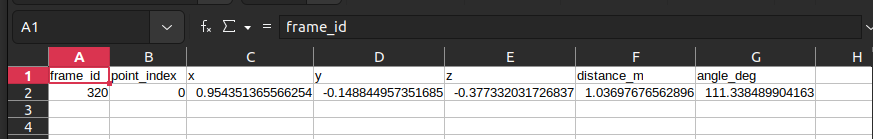 A1 fx Σ = frame_id
A B C D E F G H
1 frame_id point_index x y z distance_m angle_deg
2 320 0 0.954351365566254 -0.148844957351685 -0.377332031726837 1.03697676562896 111.338489904163
3
4